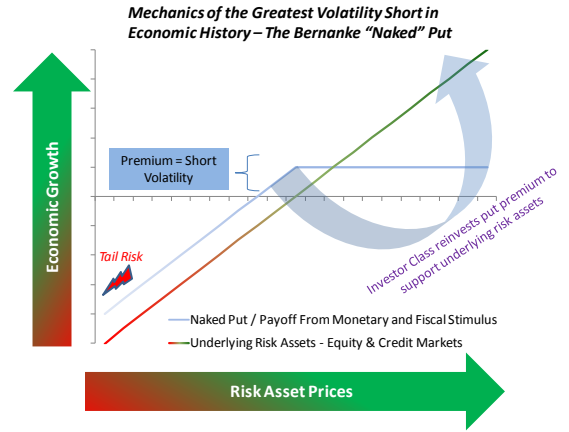 Mechanics of the Greatest Volatility Short in
Economic History – The Bernanke “Naked” Put
Economic Growth
Premium = Short
Volatility
Tail Risk
Investor Class reinvests put premium to
support underlying risk assets
Naked Put / Payoff From Monetary and Fiscal Stimulus
Underlying Risk Assets - Equity & Credit Markets
Risk Asset Prices